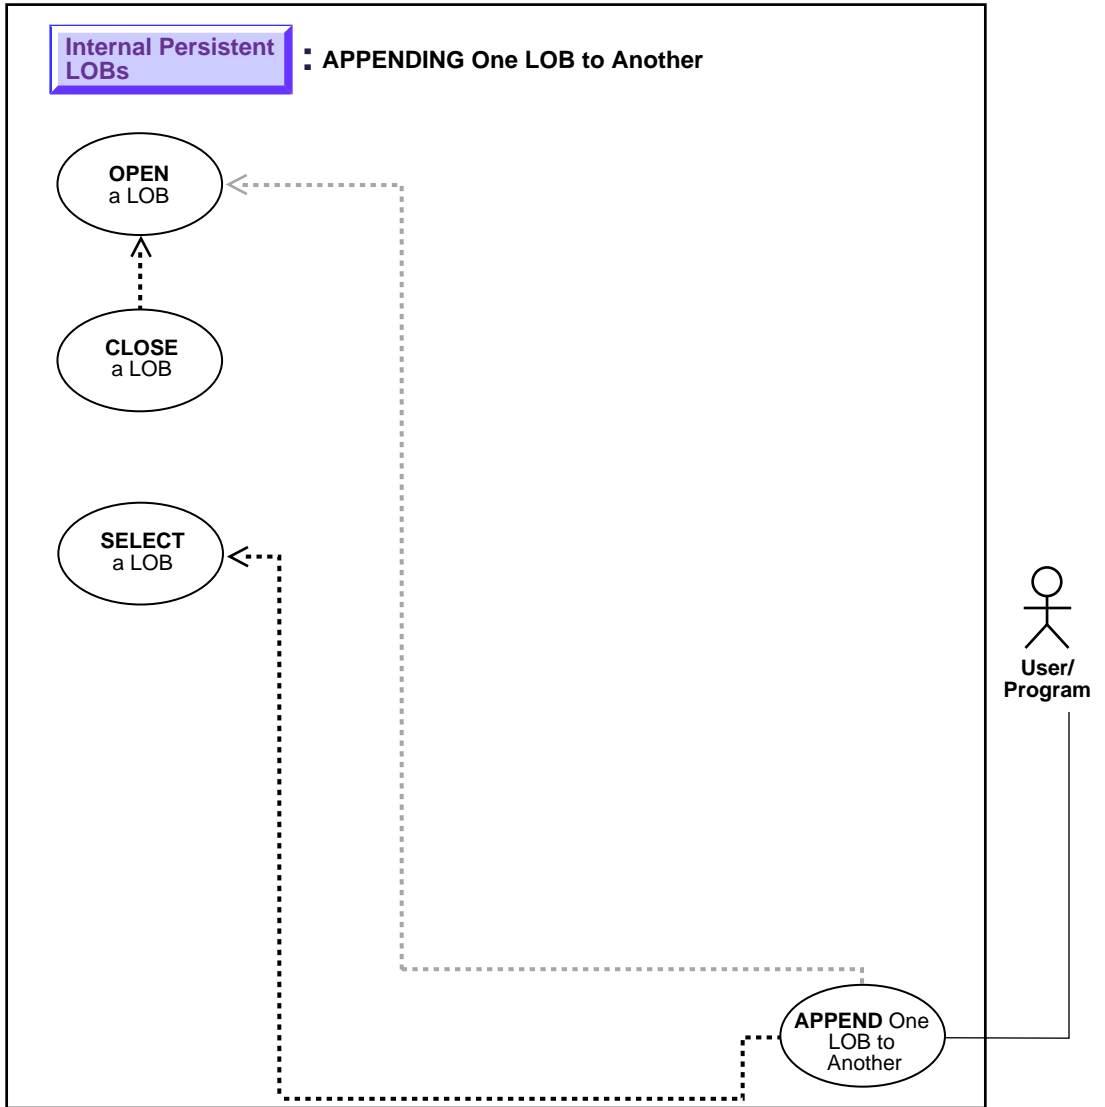 Internal Persistent
LOBs
: APPENDING One LOB to Another
OPEN
a LOB
CLOSE
a LOB
SELECT
a LOB
User/
Program
APPEND One
LOB to
Another